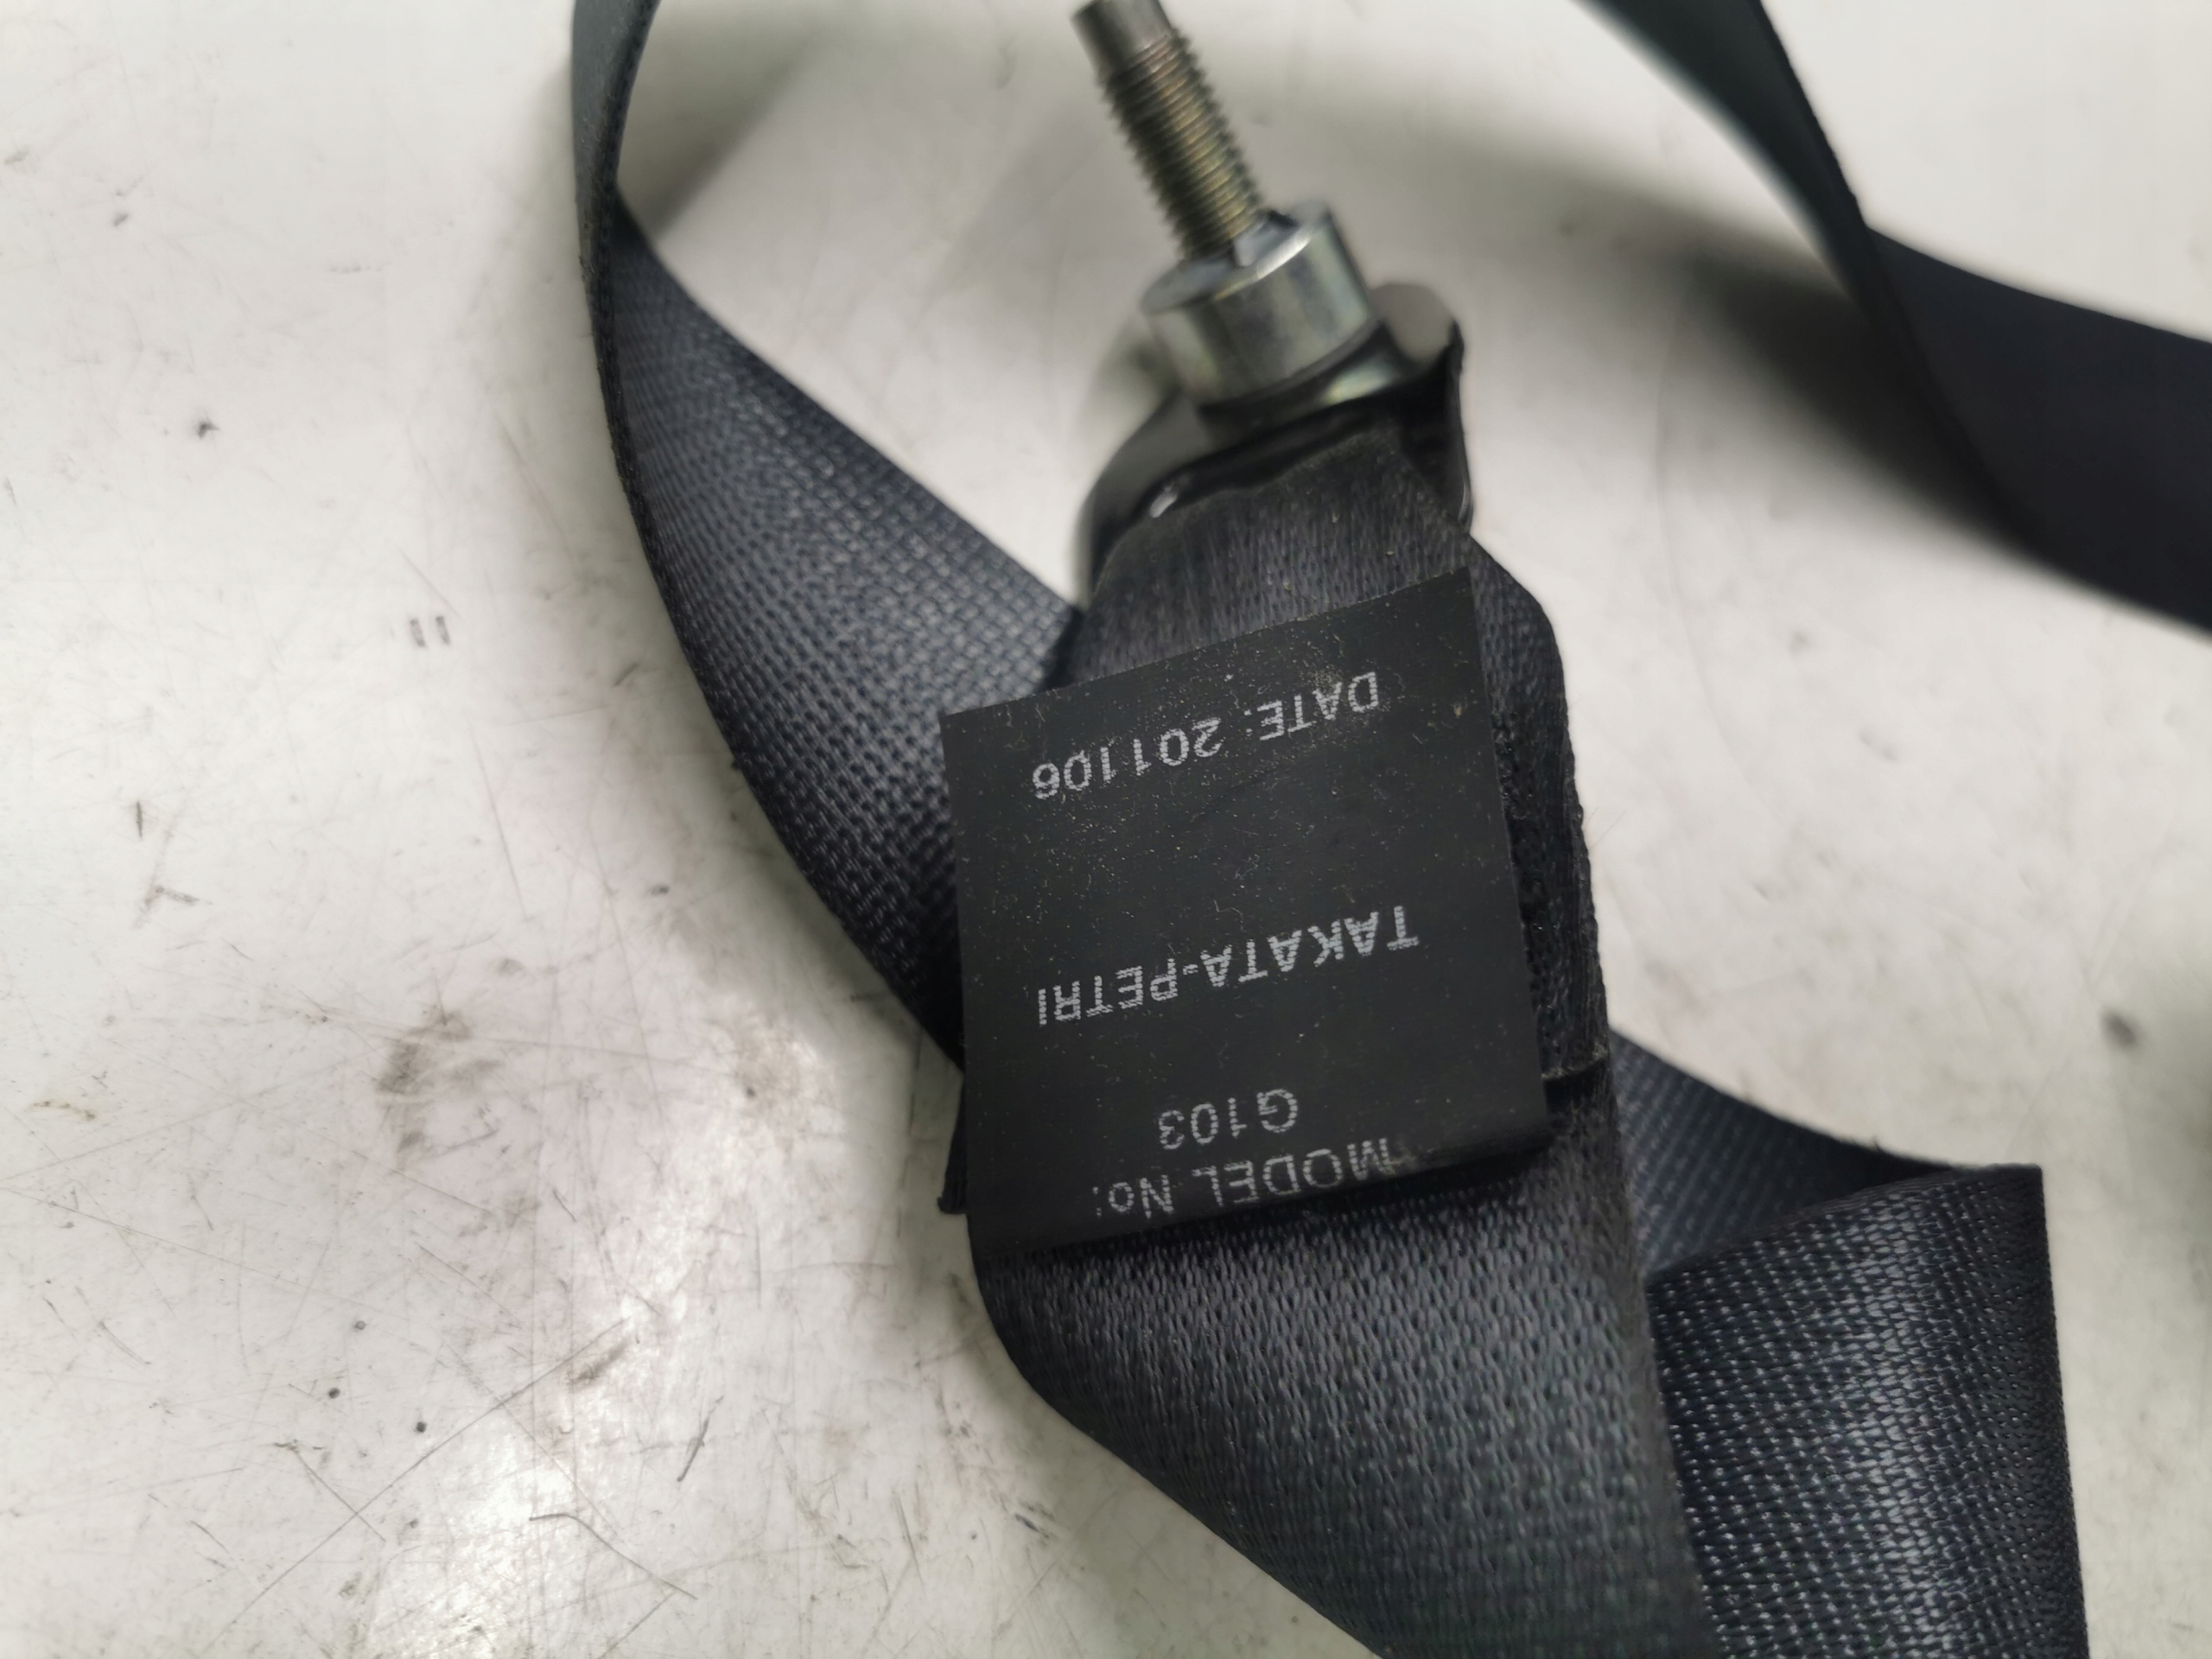 MODEL No:
G103
TAKATA-PETRI
DATE: 201106